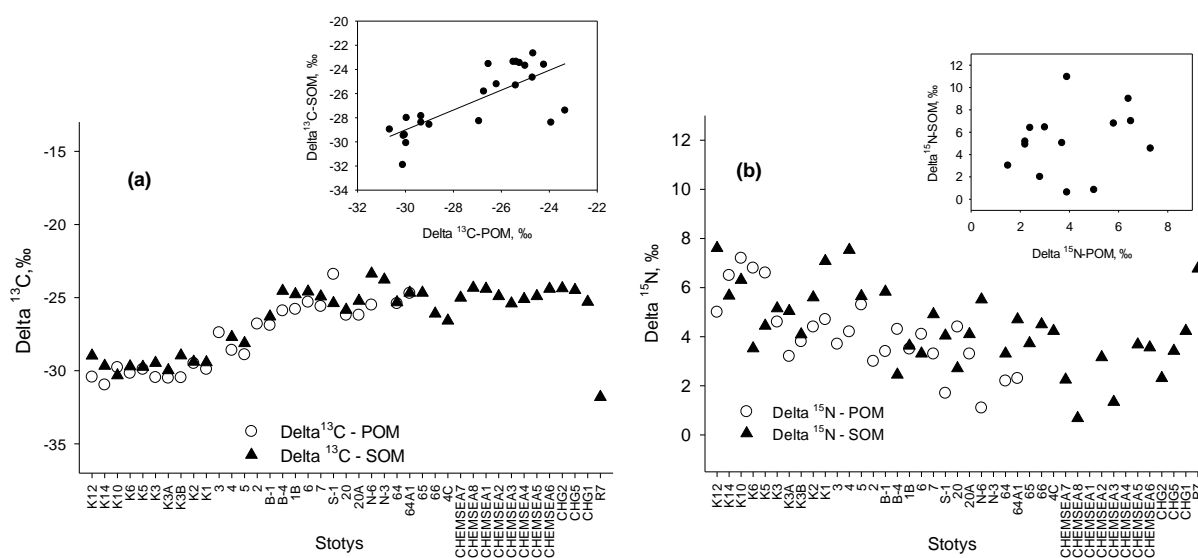 -20
-22
-24
-26
-28
-30
-32
-34
Delta¹³C-SOM, ‰
-32 -30 -28 -26 -24 -22
Delta ¹³C-POM, ‰
(a)
-15
-20
-25
-30
-35
Delta ¹³C,‰
Delta¹³C - POM
Delta ¹³C - SOM
K12 K14 K10 K6 K5 K3 K3A K3B K2 K1 3 4 5 2 B-1 B-4 1B 6 7 S-1 20 20A N-6 N-3 64 64A1 65 66 4C CHEMSEA7 CHEMSEA8 CHEMSEA1 CHEMSEA2 CHEMSEA3 CHEMSEA4 CHEMSEA5 CHEMSEA6 CHG2 CHG5 CHG1 R7
Stotys
12
10
8
6
4
2
0
Delta ¹⁵N-SOM, ‰
0 2 4 6 8
Delta ¹⁵N-POM, ‰
(b)
12
10
8
6
4
2
0
Delta ¹⁵N, ‰
Delta ¹⁵N - POM
Delta ¹⁵N - SOM
K12 K14 K10 K6 K5 K3 K3A K3B K2 K1 3 4 5 2 B-1 B-4 1B 6 7 S-1 20 20A N-6 N-3 64 64A1 65 66 4C CHEMSEA7 CHEMSEA8 CHEMSEA1 CHEMSEA2 CHEMSEA3 CHEMSEA4 CHEMSEA5 CHEMSEA6 CHG2 CHG5 CHG1 R7
Stotys